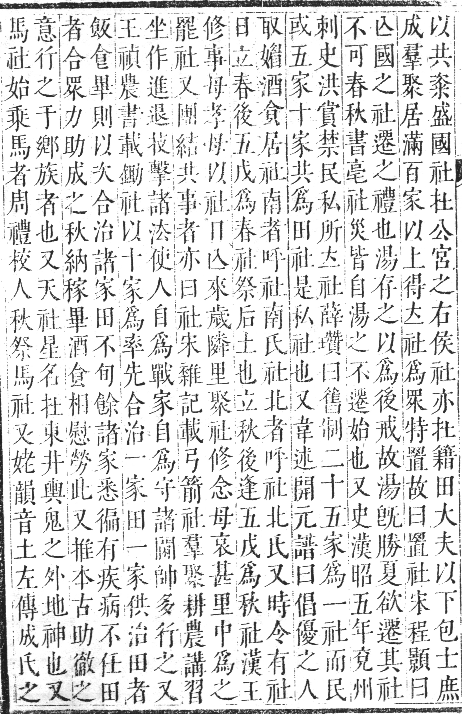 以共粢盛國社在公宮之右侯社亦在籍田大夫以下包士庶
成羣聚居滿百家以上得立社爲眾特置故曰置社宋程顥曰
亾國之社遷之禮也湯存之以爲後戒故湯旣勝夏欲遷其社
不可春秋書亳社災皆自湯之不遷始也又史漢昭五年兗州
刺史洪賞禁民私所立社薛瓚曰舊制二十五家爲一社而民
或五家十家共爲田社是私社也又韋述開元譜曰倡優之人
取媚酒食居社南者呼社南氏社北者呼社北氏又時令有社
日立春後五戊爲春社祭后土也立秋後逢五戊爲秋社漢王
修事母孝母以社日亾來歲隣里聚社修念母哀甚里中爲之
罷社又團結共事者亦曰社宋雜記載弓箭社羣聚耕農講習
坐作進退技擊諸法使人自爲戰家自爲守諸閫帥多行之又
王禎農書載鋤社以十家爲率先合治一家田一家供治田者
飯食畢則以次合治諸家田不旬餘諸家悉徧有疾病不任田
者合眾力助成之秋納稼畢酒食相慰勞此又推本古助徹之
意行之于鄉族者也又天社星名在東井輿鬼之外地神也又
馬社始乘馬者周禮校人秋祭馬社又姥韻音土左傳成氏之